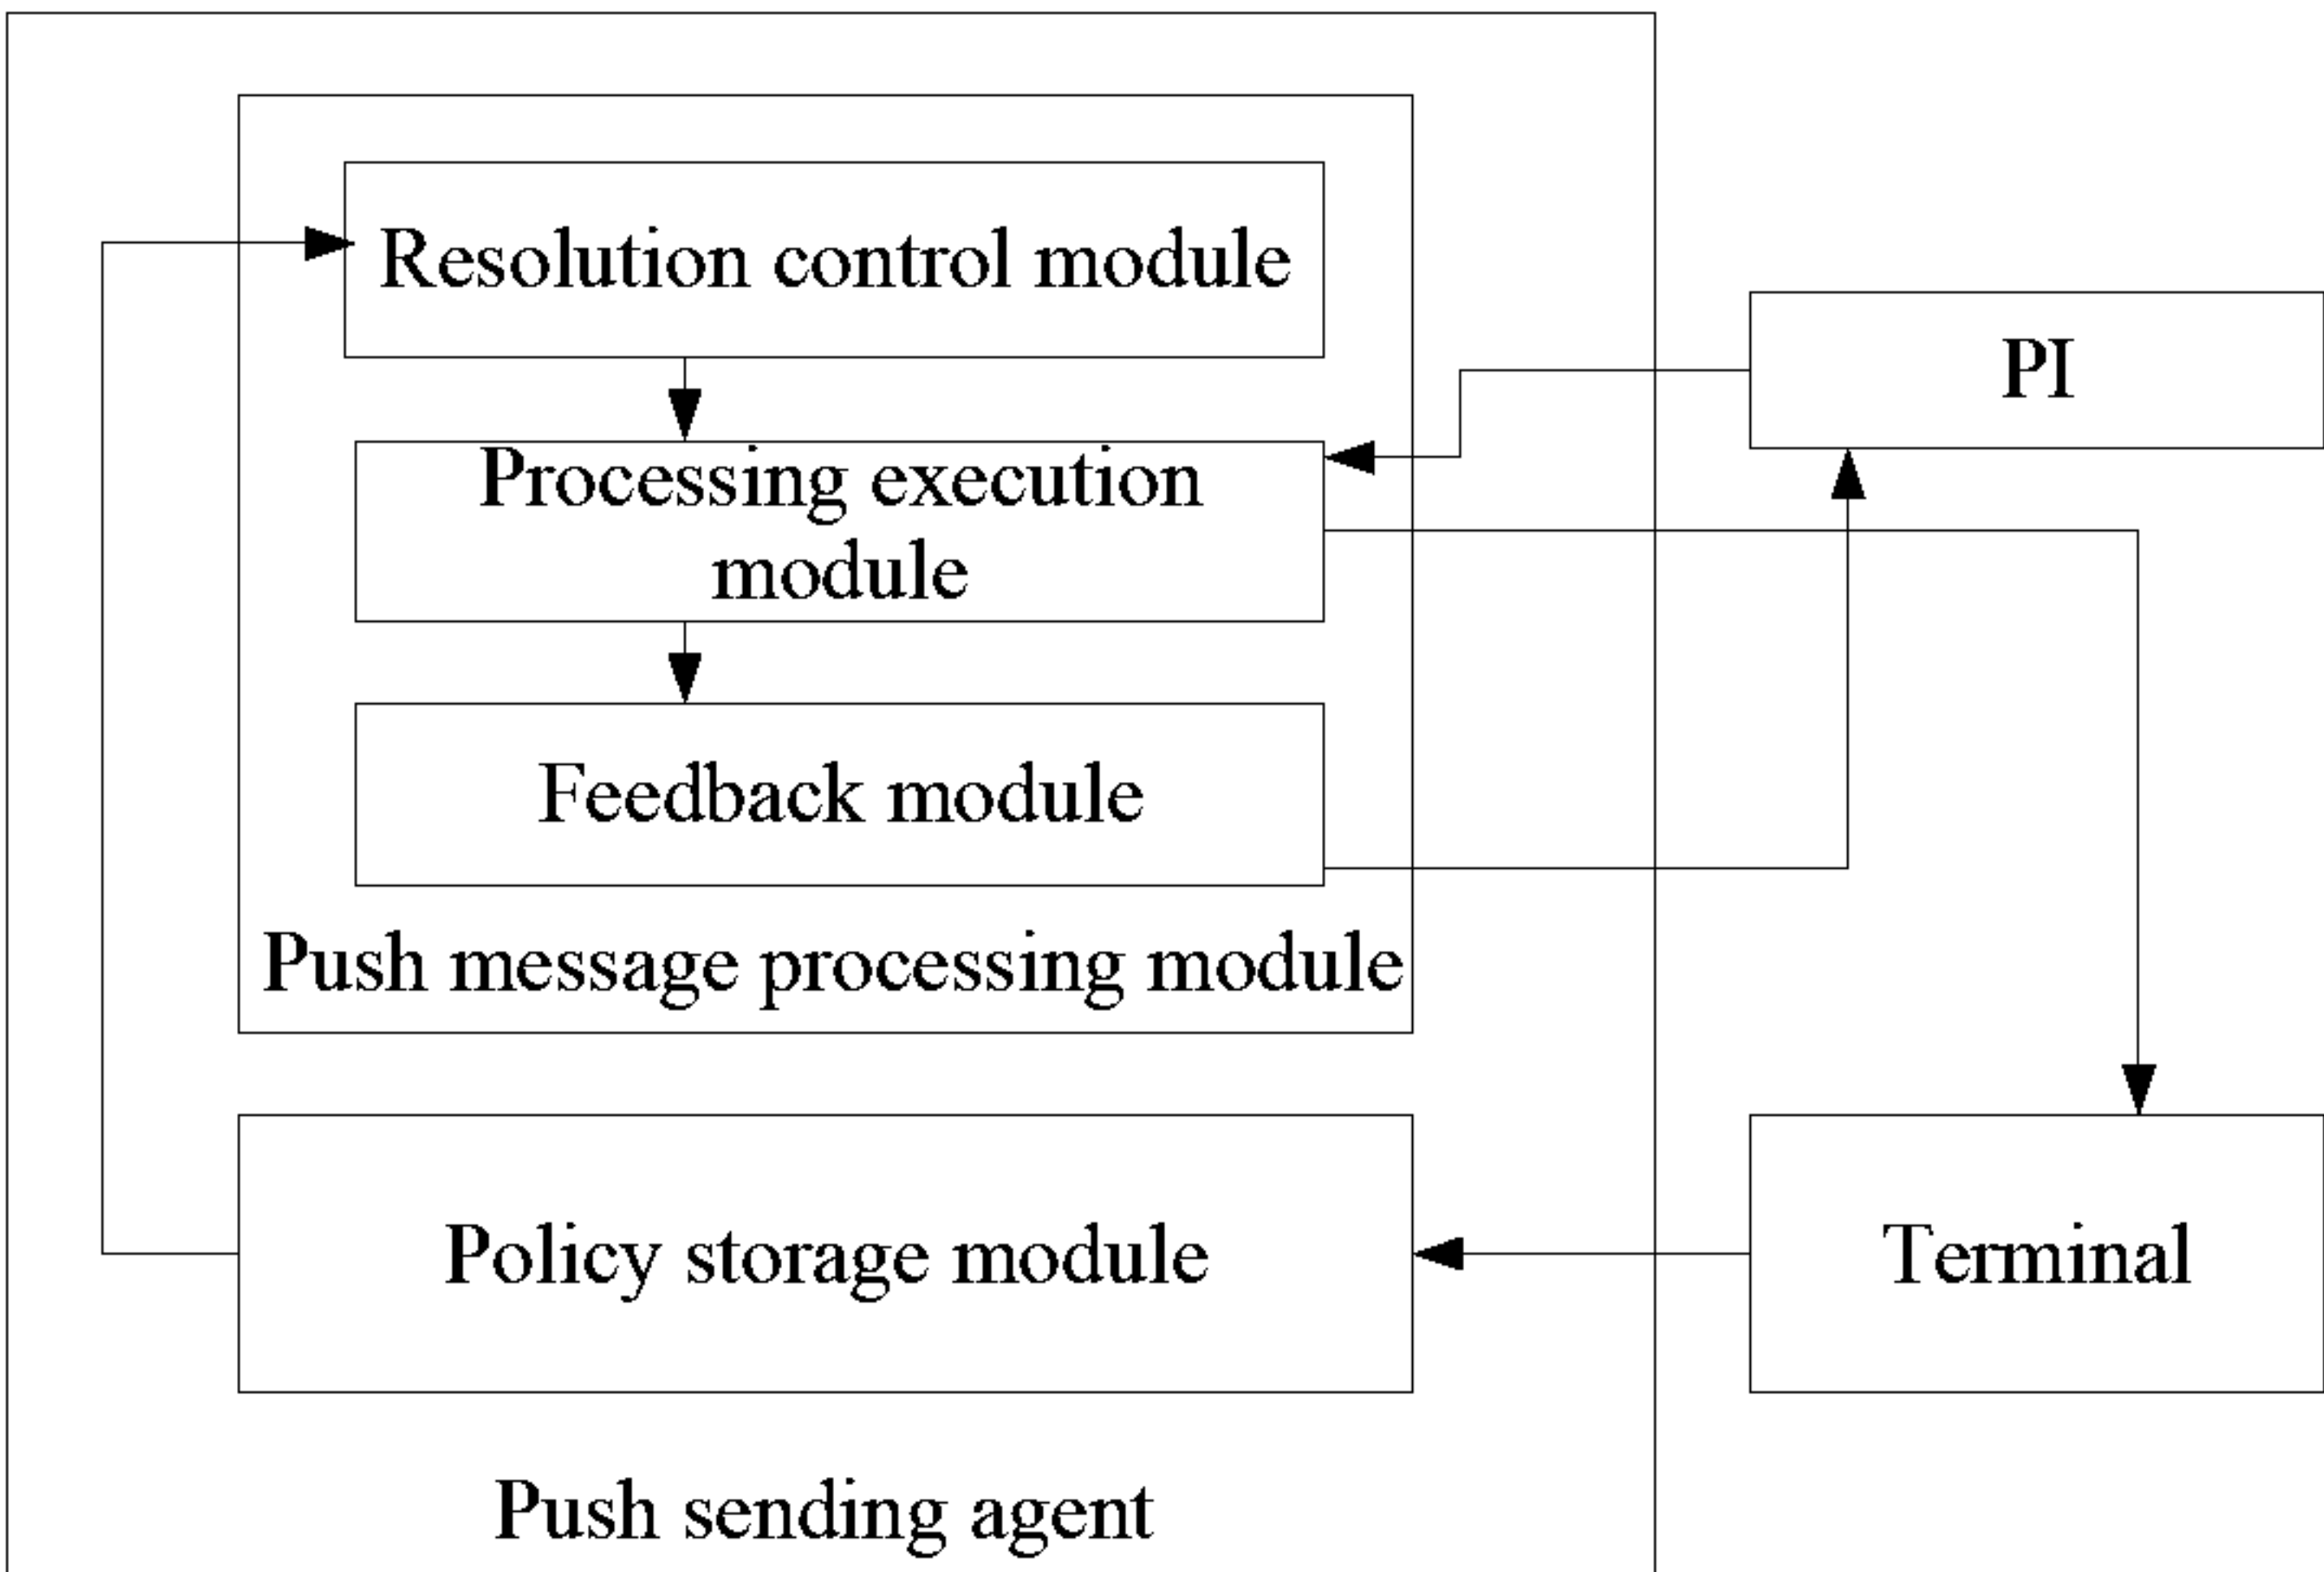 Resolution control module
PI
Processing execution
module
Feedback module
Push message processing module
Policy storage module
Terminal
Push sending agent